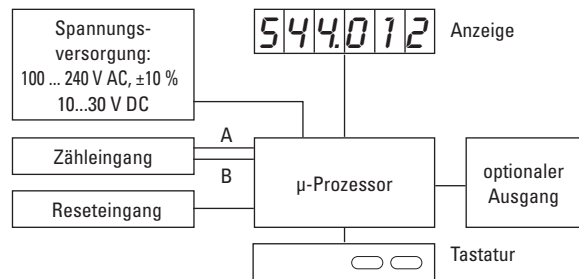 Spannungs-
versorgung:
100 ... 240 V AC, ±10 %
10...30 V DC
544.012
Anzeige
Zähleingang
A
B
Reseteingang
µ-Prozessor
optionaler
Ausgang
Tastatur